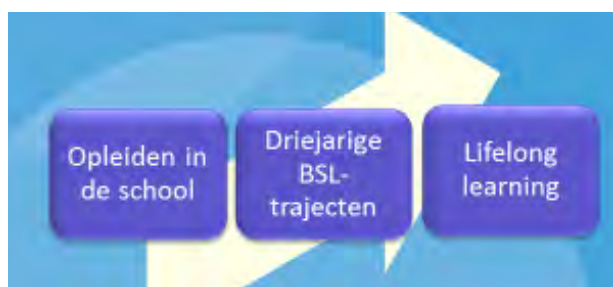 Opleiden in
de school
Driejarige
BSL-
trajecten
Lifelong
learning